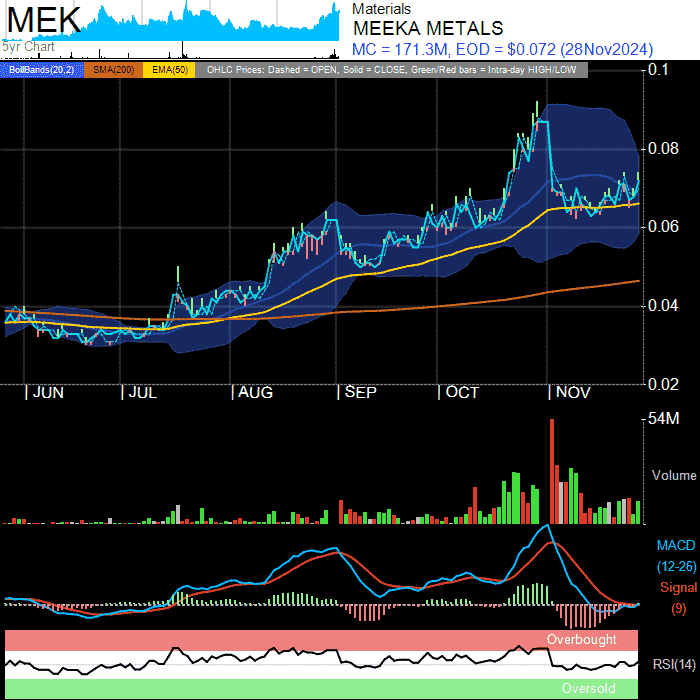 MEK
5yr Chart
Materials
MEEKA METALS
MC = 171.3M, EOD = $0.072 (28Nov2024)
BollBands(20,2) SMA(200) EMA(50) OHLC Prices: Dashed = OPEN, Solid = CLOSE, Green/Red bars = Intra-day HIGH/LOW
0.1
0.08
0.06
0.04
0.02
JUN JUL AUG SEP OCT NOV
54M
Volume
MACD
(12-26)
Signal
(9)
Overbought
RSI(14)
Oversold